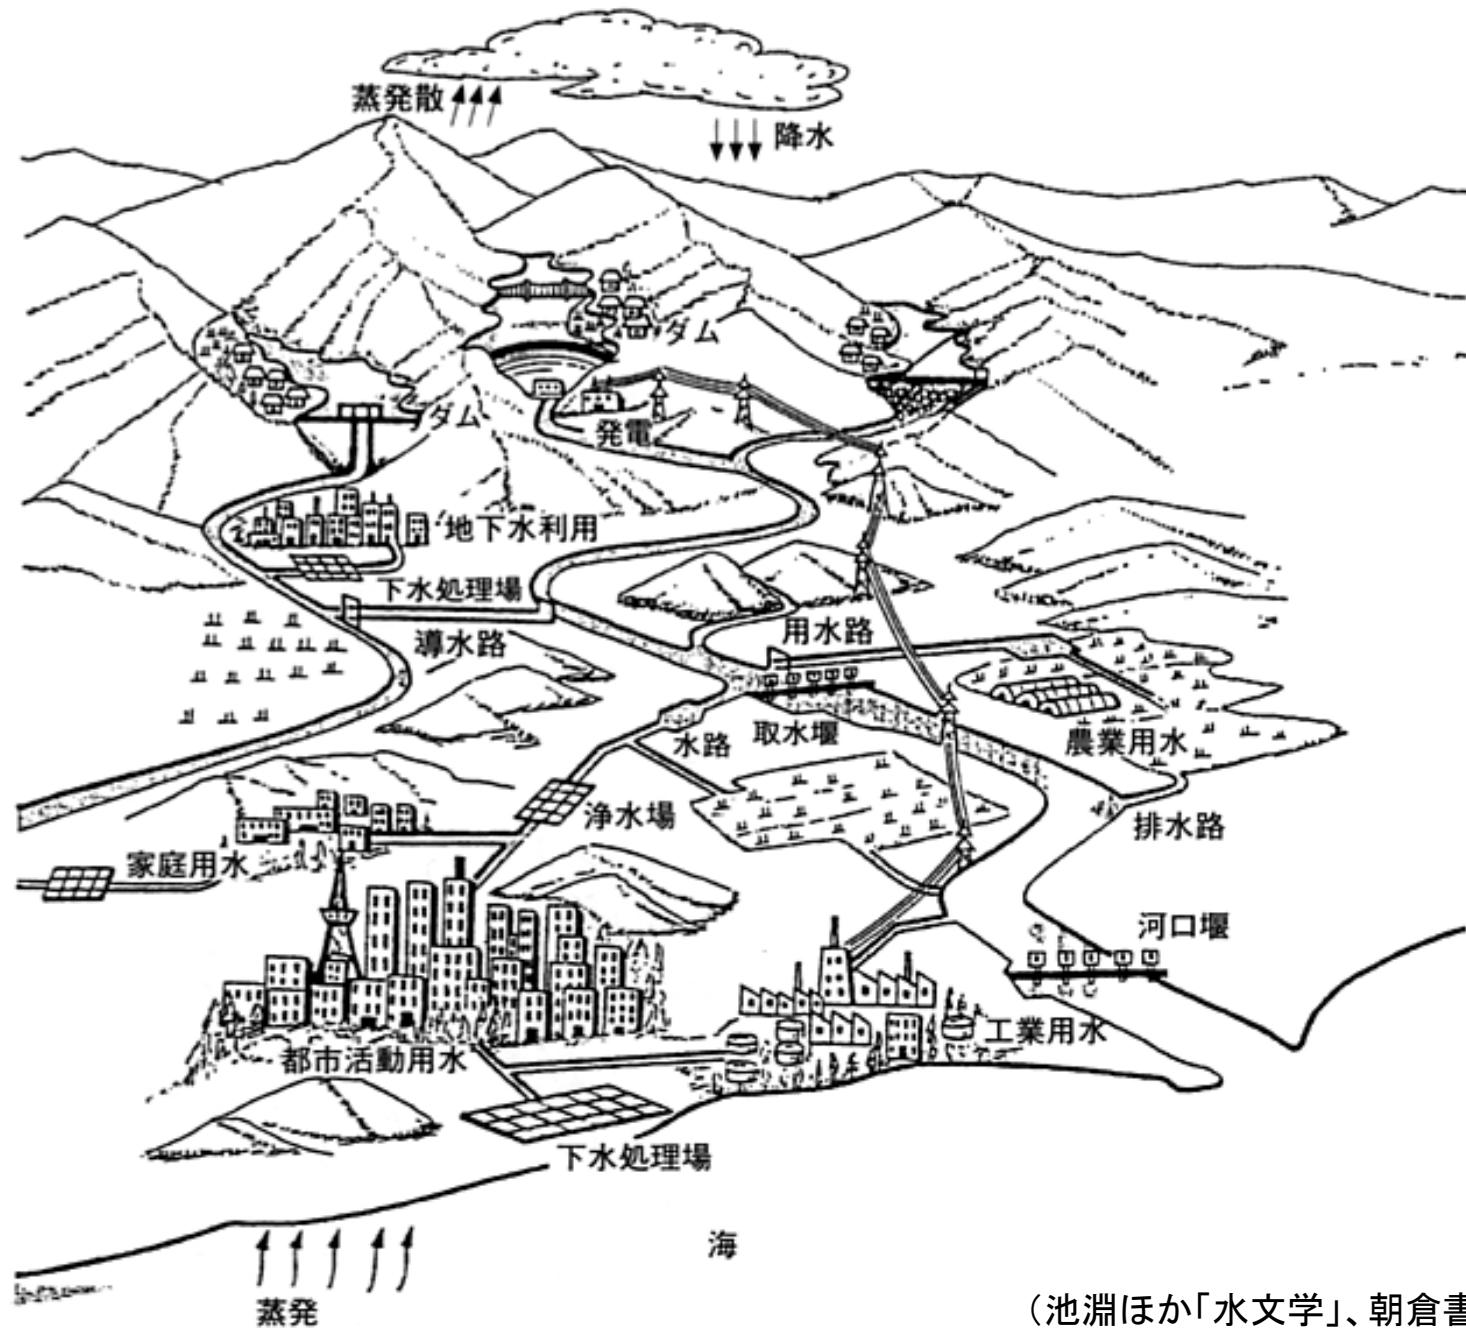 蒸発散
降水
ダム
ダム
発電
地下水利用
下水処理場
導水路
用水路
水路
取水堰
農業用水
浄水場
排水路
家庭用水
河口堰
工業用水
都市活動用水
下水処理場
海
蒸発
（池淵ほか「水文学」、朝倉書